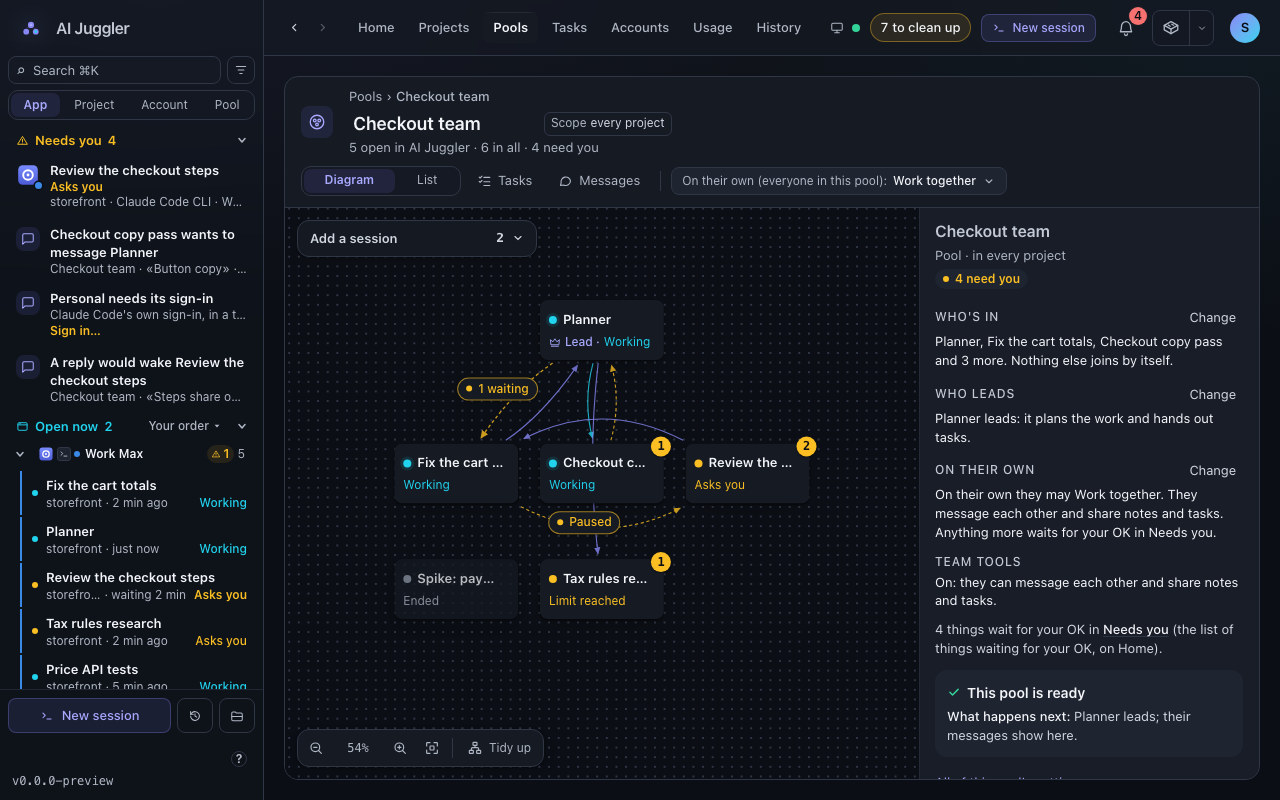 AI Juggler
Search ⌘K
App Project Account Pool
Needs you 4
Review the checkout steps
Asks you
storefront · Claude Code CLI · W…
Checkout copy pass wants to
message Planner
Checkout team · «Button copy» ·…
Personal needs its sign-in
Claude Code's own sign-in, in a t…
Sign in…
A reply would wake Review the
checkout steps
Checkout team · «Steps share o…
Open now 2 Your order
Work Max 1 5
Fix the cart totals
storefront · 2 min ago Working
Planner
storefront · just now Working
Review the checkout steps
storefro… · waiting 2 min Asks you
Tax rules research
storefront · 2 min ago Asks you
Price API tests
storefront · 5 min ago Working
New session
?
v0.0.0-preview
Home Projects Pools Tasks Accounts Usage History
7 to clean up
New session
4
S
Pools › Checkout team
Checkout team
Scope every project
5 open in AI Juggler · 6 in all · 4 need you
Diagram List Tasks Messages
On their own (everyone in this pool): Work together
Add a session 2
Planner
Lead · Working
1 waiting
Fix the cart …
Working
1
Checkout c…
Working
2
Review the …
Asks you
Paused
Spike: pay…
Ended
1
Tax rules re…
Limit reached
54%
Tidy up
Checkout team
Pool · in every project
4 need you
WHO'S IN Change
Planner, Fix the cart totals, Checkout copy pass
and 3 more. Nothing else joins by itself.
WHO LEADS Change
Planner leads: it plans the work and hands out
tasks.
ON THEIR OWN Change
On their own they may Work together. They
message each other and share notes and tasks.
Anything more waits for your OK in Needs you.
TEAM TOOLS
On: they can message each other and share notes
and tasks.
4 things wait for your OK in Needs you (the list of
things waiting for your OK, on Home).
This pool is ready
What happens next: Planner leads; their
messages show here.